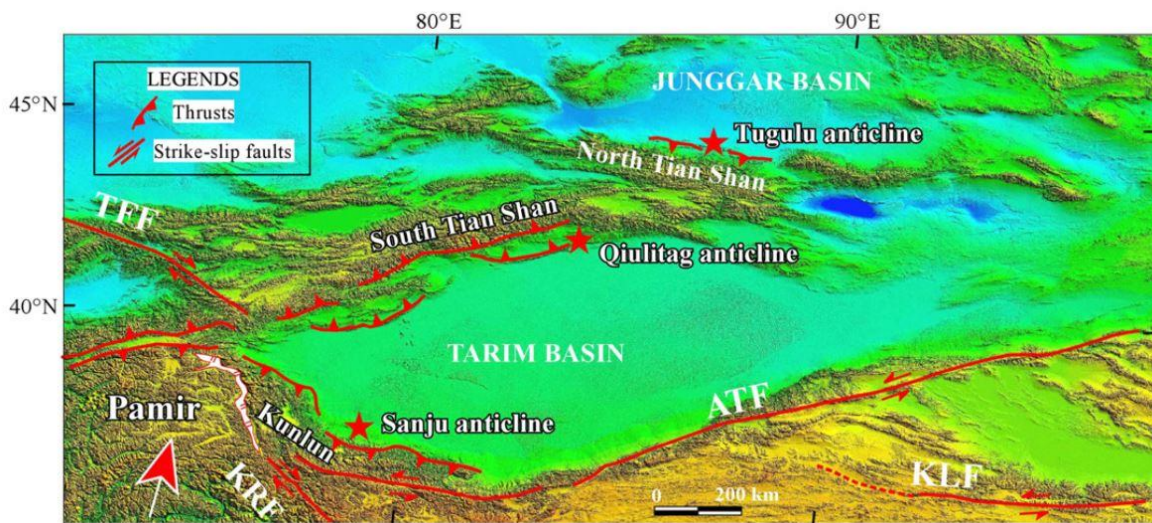 80°E
90°E
LEGENDS
Thrusts
Strike-slip faults
45°N
JUNGGAR BASIN
Tugulu anticline
North Tian Shan
TFF
South Tian Shan
Qiulitag anticline
40°N
TARIM BASIN
Pamir
Kunlun
Sanju anticline
ATF
KRF
KLF
0 200 km